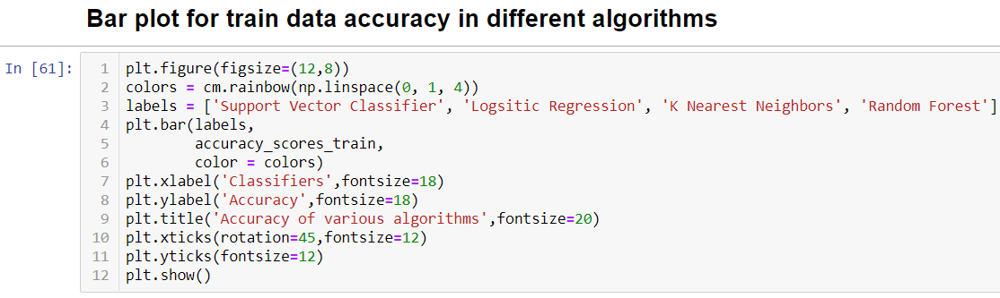 Bar plot for train data accuracy in different algorithms
In [61]:
1 plt.figure(figsize=(12,8))
2 colors = cm.rainbow(np.linspace(0, 1, 4))
3 labels = ['Support Vector Classifier', 'Logsitic Regression', 'K Nearest Neighbors', 'Random Forest']
4 plt.bar(labels,
5         accuracy_scores_train,
6         color = colors)
7 plt.xlabel('Classifiers',fontsize=18)
8 plt.ylabel('Accuracy',fontsize=18)
9 plt.title('Accuracy of various algorithms',fontsize=20)
10 plt.xticks(rotation=45,fontsize=12)
11 plt.yticks(fontsize=12)
12 plt.show()